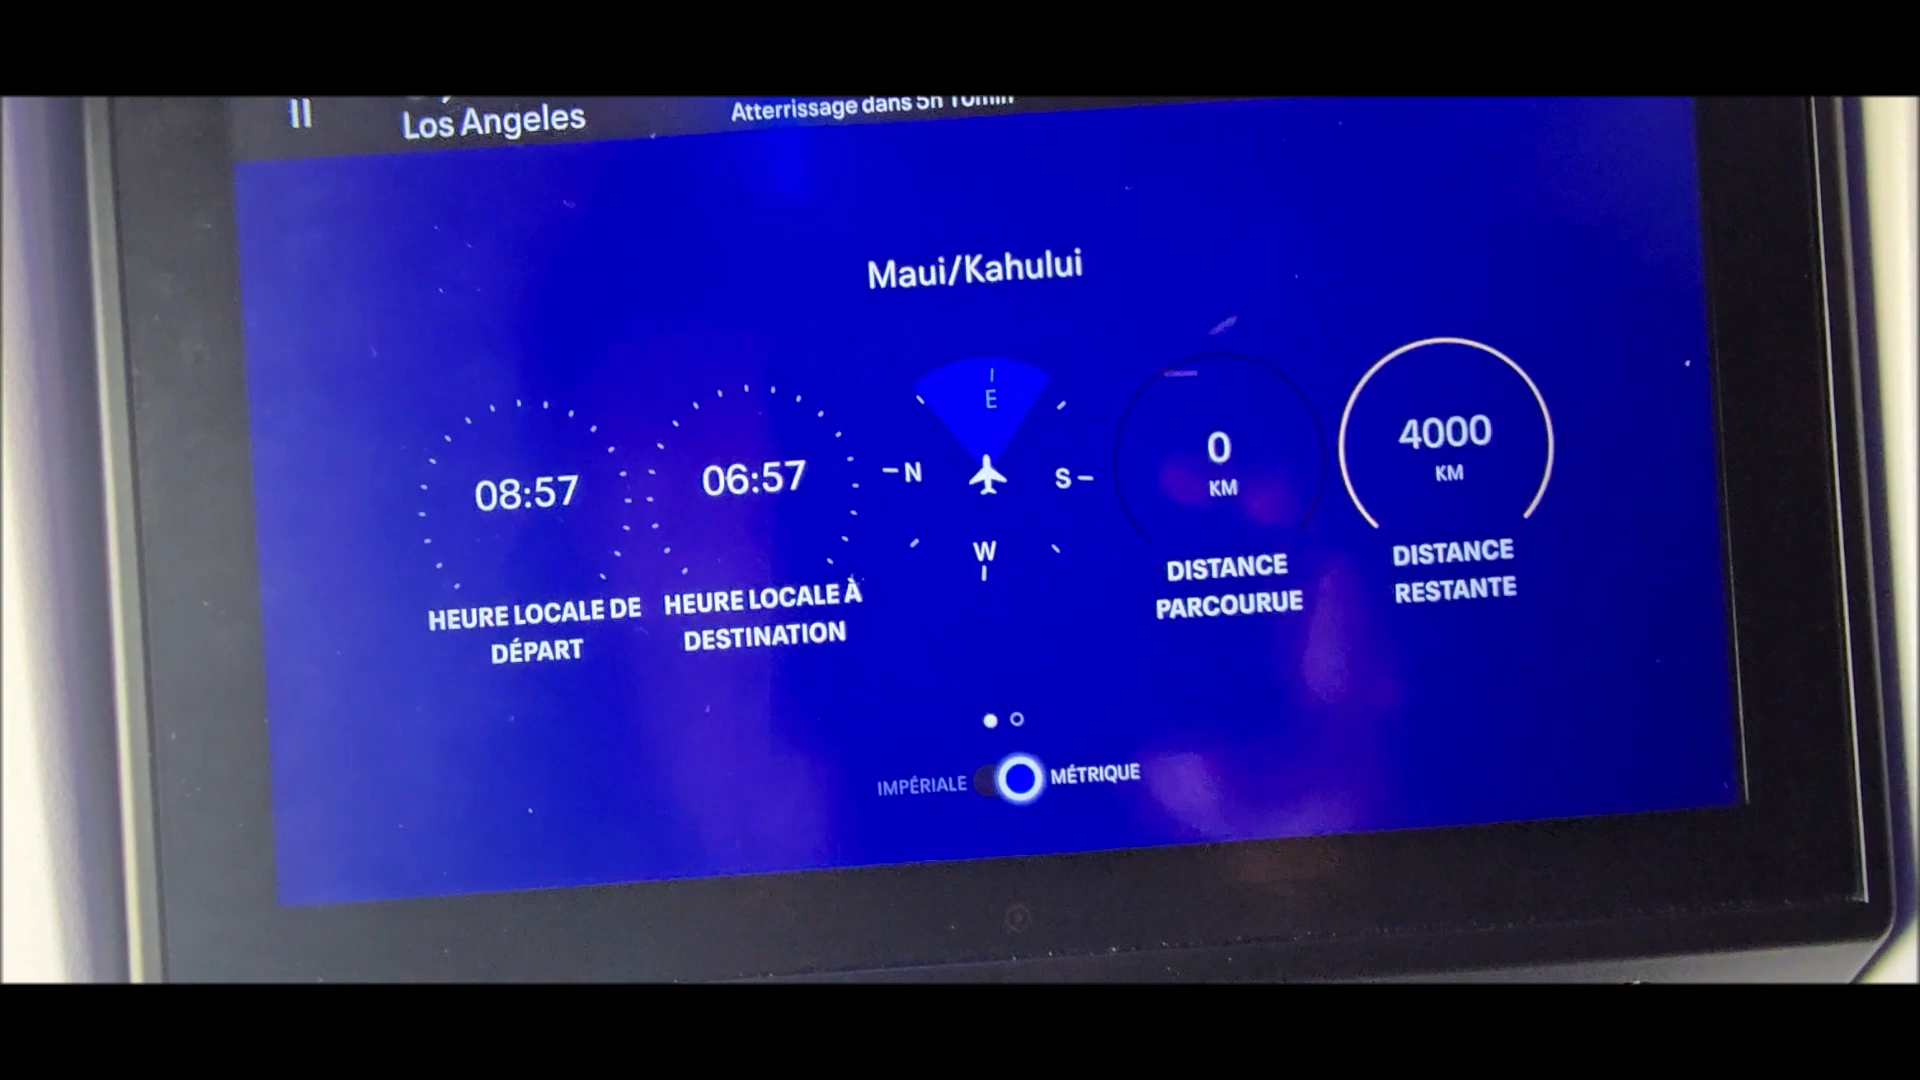 Los Angeles
Atterrissage dans 5h 10min
Maui/Kahului
E
N
S
W
08:57
HEURE LOCALE DE
DÉPART
06:57
HEURE LOCALE À
DESTINATION
0
KM
DISTANCE
PARCOURUE
4000
KM
DISTANCE
RESTANTE
IMPÉRIALE
MÉTRIQUE